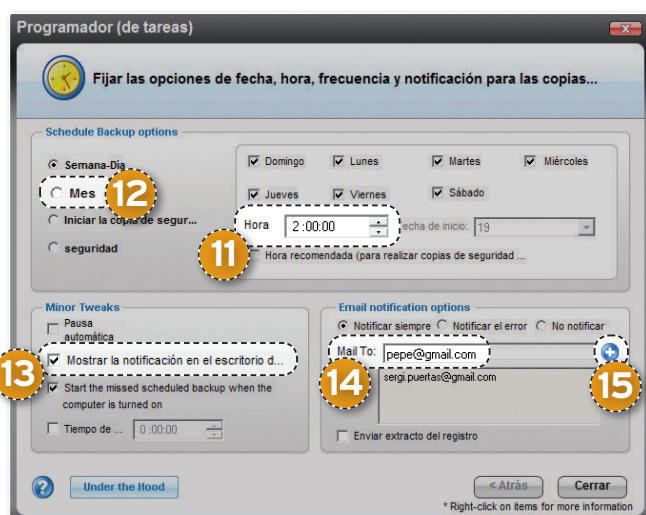 Programador (de tareas)
Fijar las opciones de fecha, hora, frecuencia y notificación para las copias...
Schedule Backup options
Semana-Día
Domingo Lunes Martes Miércoles
Mes 12
Jueves Viernes Sábado
Iniciar la copia de segur...
Hora 2:00:00 echa de inicio: 19
11
seguridad
Hora recomendada (para realizar copias de seguridad ...
Minor Tweaks
Pausa
automática
Mostrar la notificación en el escritorio d...
13
Start the missed scheduled backup when the
computer is turned on
Tiempo de ... 0:00:00
Email notification options
Notificar siempre Notificar el error No notificar
Mail To: pepe@gmail.com
14 sergi.puertas@gmail.com 15
Enviar extracto del registro
Under the Hood
< Atrás Cerrar
* Right-click on items for more information